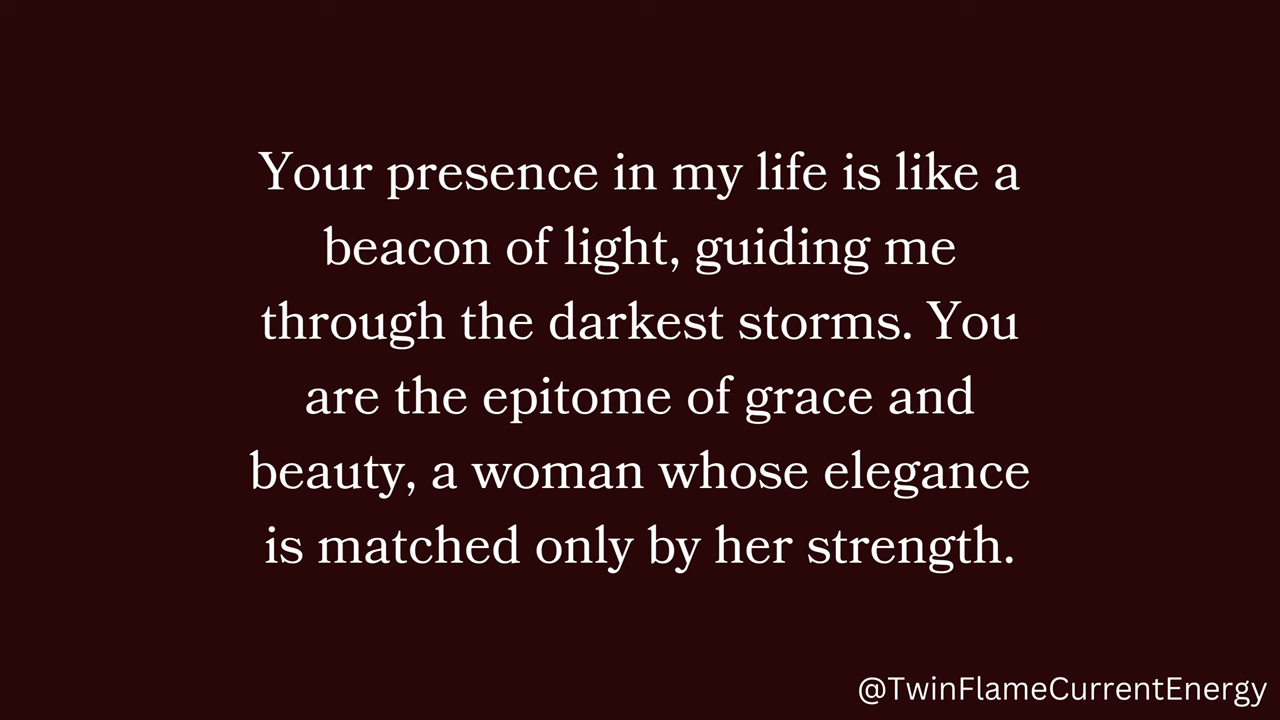 Your presence in my life is like a
beacon of light, guiding me
through the darkest storms. You
are the epitome of grace and
beauty, a woman whose elegance
is matched only by her strength.
@TwinFlameCurrentEnergy